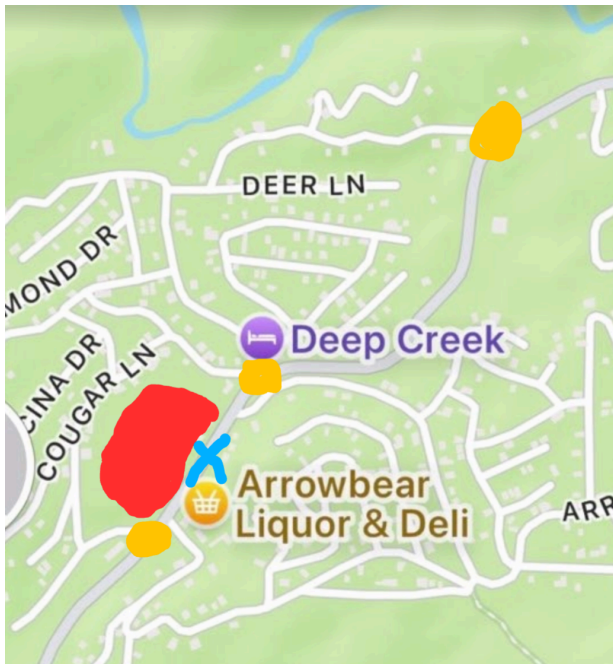 DEER LN
MOND DR
Deep Creek
CINA DR
COUGAR LN
Arrowbear
Liquor & Deli
ARR